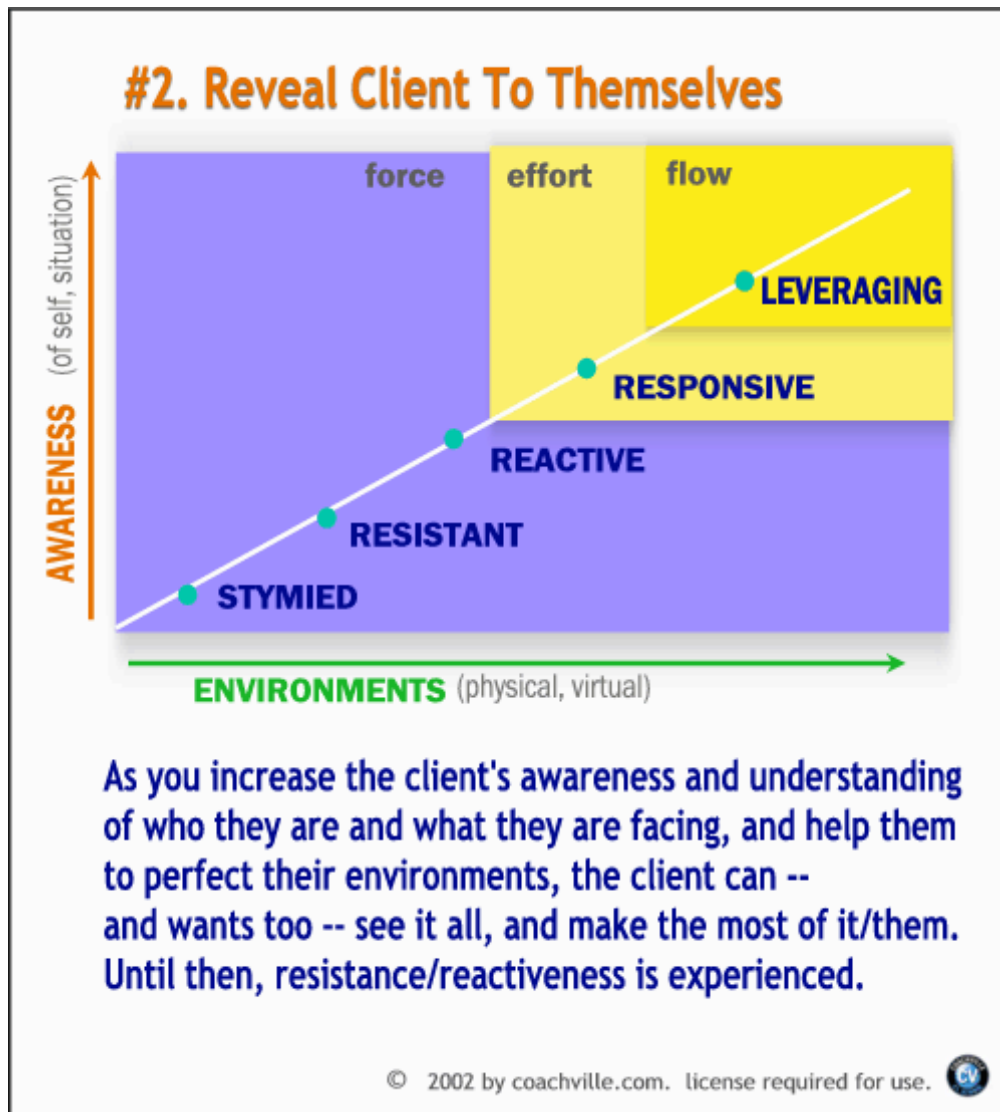 #2. Reveal Client To Themselves
force effort flow
AWARENESS (of self, situation)
LEVERAGING
RESPONSIVE
REACTIVE
RESISTANT
STYMIED
ENVIRONMENTS (physical, virtual)
As you increase the client's awareness and understanding
of who they are and what they are facing, and help them
to perfect their environments, the client can --
and wants too -- see it all, and make the most of it/them.
Until then, resistance/reactiveness is experienced.
© 2002 by coachville.com. license required for use.
CV